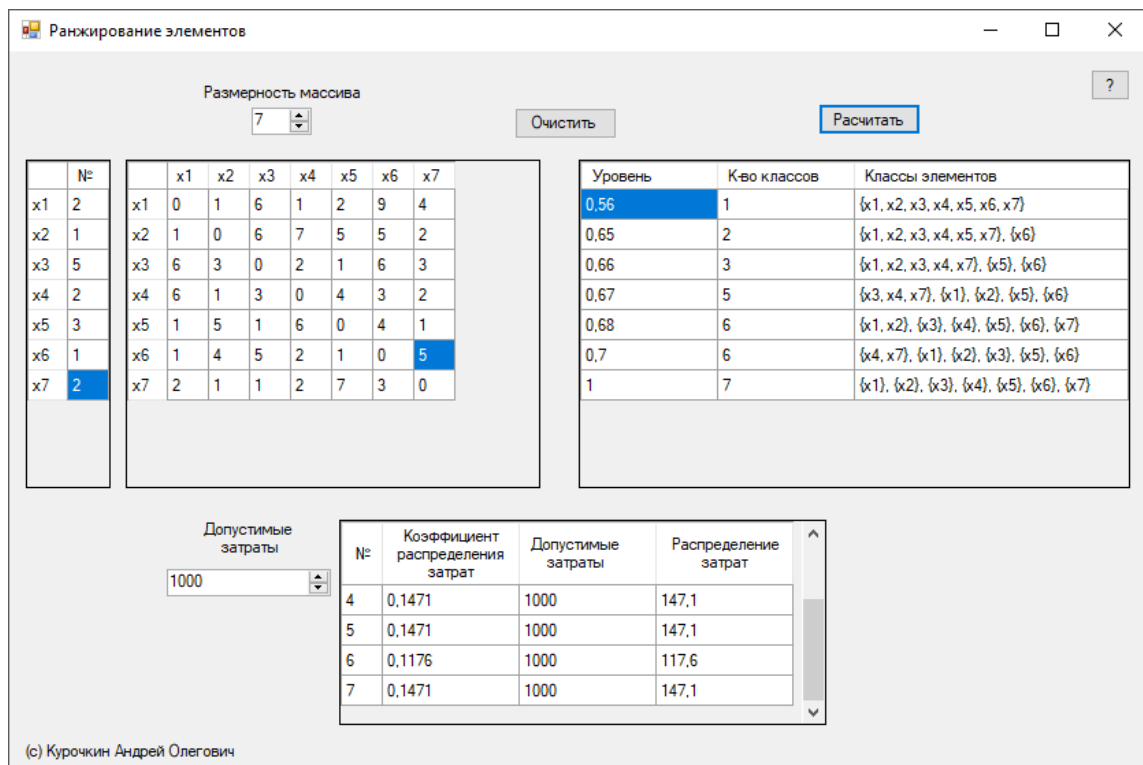 Ранжирование элементов
?
Размерность массива
7
Очистить
Расчитать
№
x1 2
x2 1
x3 5
x4 2
x5 3
x6 1
x7 2
x1 x2 x3 x4 x5 x6 x7
x1 0 1 6 1 2 9 4
x2 1 0 6 7 5 5 2
x3 6 3 0 2 1 6 3
x4 6 1 3 0 4 3 2
x5 1 5 1 6 0 4 1
x6 1 4 5 2 1 0 5
x7 2 1 1 2 7 3 0
Уровень К-во классов Классы элементов
0,56 1 {x1, x2, x3, x4, x5, x6, x7}
0,65 2 {x1, x2, x3, x4, x5, x7}, {x6}
0,66 3 {x1, x2, x3, x4, x7}, {x5}, {x6}
0,67 5 {x3, x4, x7}, {x1}, {x2}, {x5}, {x6}
0,68 6 {x1, x2}, {x3}, {x4}, {x5}, {x6}, {x7}
0,7 6 {x4, x7}, {x1}, {x2}, {x3}, {x5}, {x6}
1 7 {x1}, {x2}, {x3}, {x4}, {x5}, {x6}, {x7}
Допустимые
затраты
1000
№ Коэффициент распределения затрат Допустимые затраты Распределение затрат
4 0,1471 1000 147,1
5 0,1471 1000 147,1
6 0,1176 1000 117,6
7 0,1471 1000 147,1
(c) Курочкин Андрей Олегович